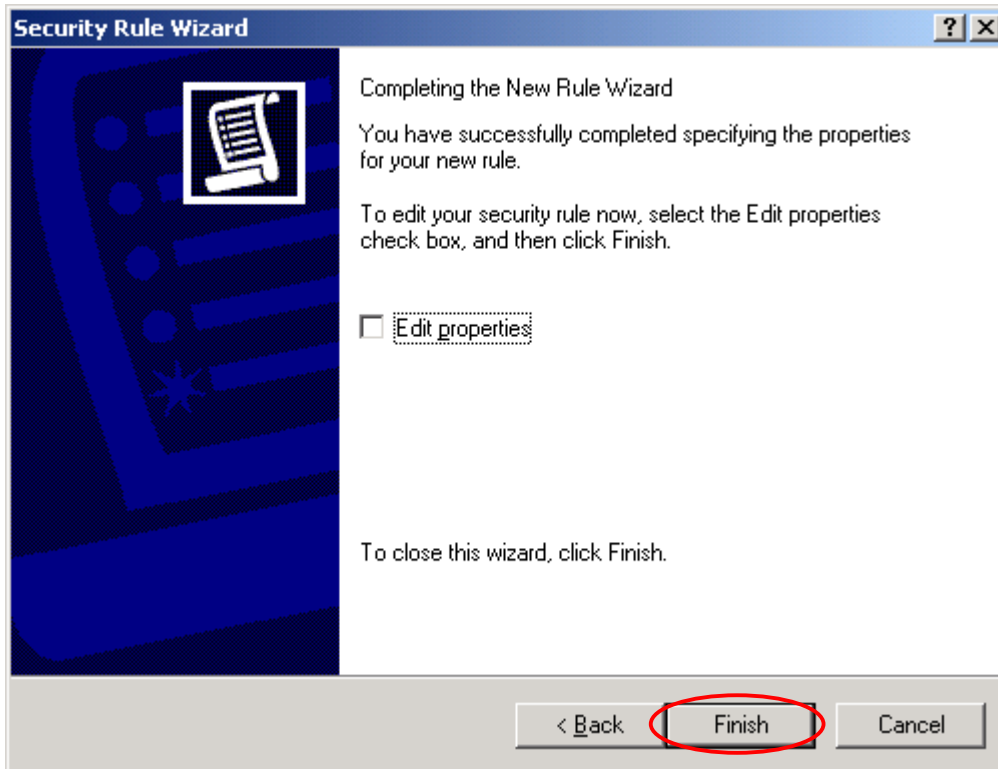 Security Rule Wizard
Completing the New Rule Wizard
You have successfully completed specifying the properties
for your new rule.
To edit your security rule now, select the Edit properties
check box, and then click Finish.
Edit properties
To close this wizard, click Finish.
< Back Finish Cancel